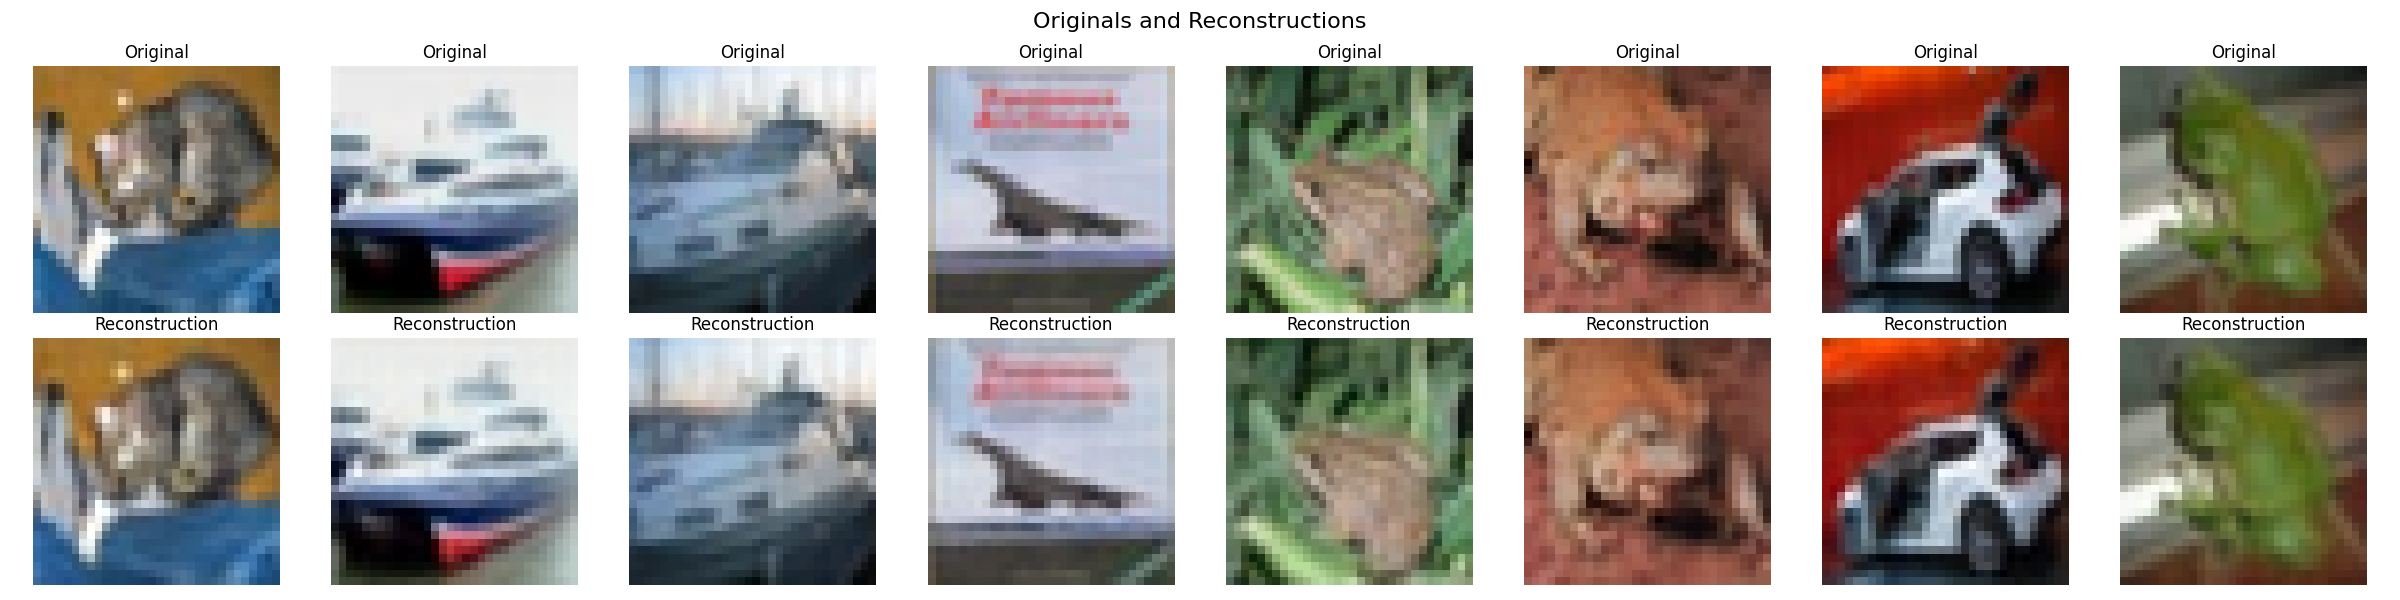 Originals and Reconstructions
Original Original Original Original Original Original Original Original
Reconstruction Reconstruction Reconstruction Reconstruction Reconstruction Reconstruction Reconstruction Reconstruction